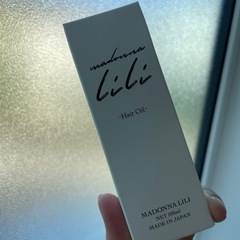 madonna
LiLi
-Hair Oil-
MADONNA LILI
NET 100ml
MADE IN JAPAN